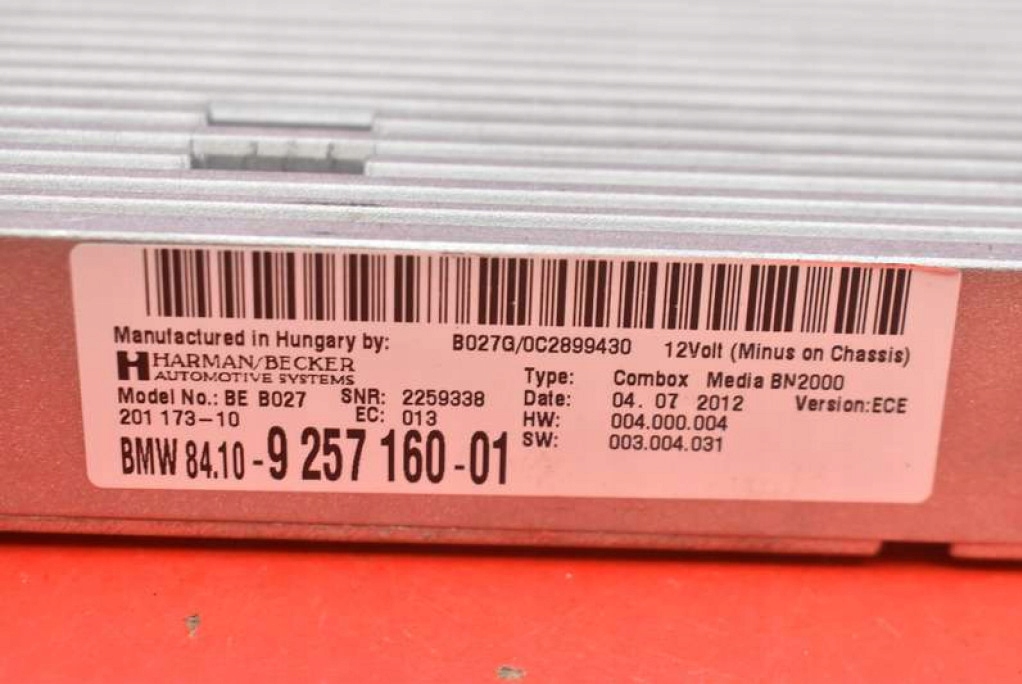 Manufactured in Hungary by: B027G/0C2899430 12Volt (Minus on Chassis)
HARMAN/BECKER
AUTOMOTIVE SYSTEMS
Type: Combox Media BN2000
Model No.: BE B027 SNR: 2259338 Date: 04. 07 2012 Version:ECE
201 173-10 EC: 013 HW: 004.000.004
BMW 84.10-9 257 160-01 SW: 003.004.031